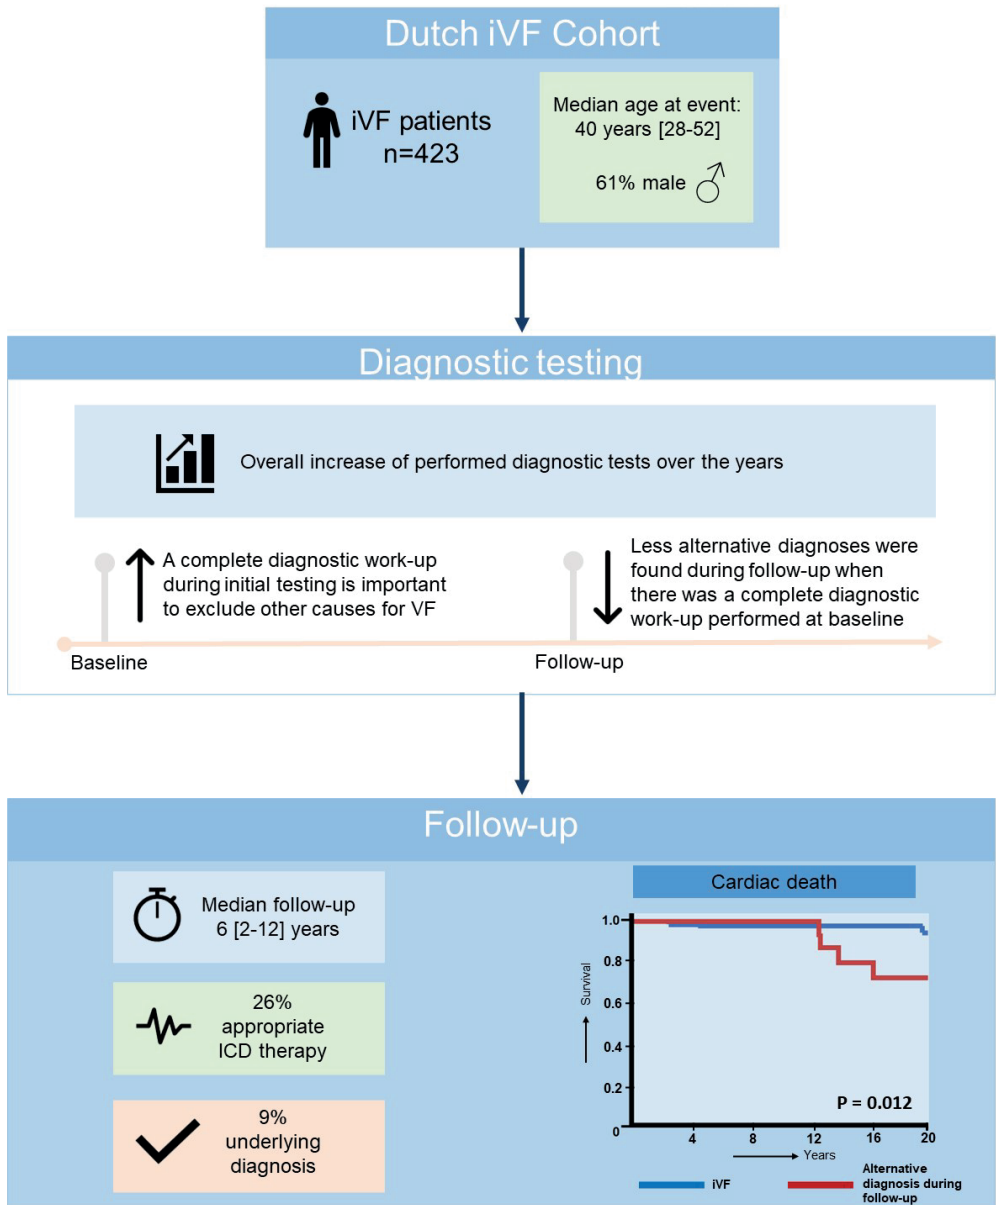 Dutch iVF Cohort
iVF patients
n=423
Median age at event:
40 years [28-52]
61% male
Diagnostic testing
Overall increase of performed diagnostic tests over the years
A complete diagnostic work-up
during initial testing is important
to exclude other causes for VF
Less alternative diagnoses were
found during follow-up when
there was a complete diagnostic
work-up performed at baseline
Baseline
Follow-up
Follow-up
Median follow-up
6 [2-12] years
26%
appropriate
ICD therapy
9%
underlying
diagnosis
Cardiac death
1.0
0.8
0.6
0.4
0.2
0
Survival
P = 0.012
4
8
12
16
20
Years
iVF
Alternative
diagnosis during
follow-up